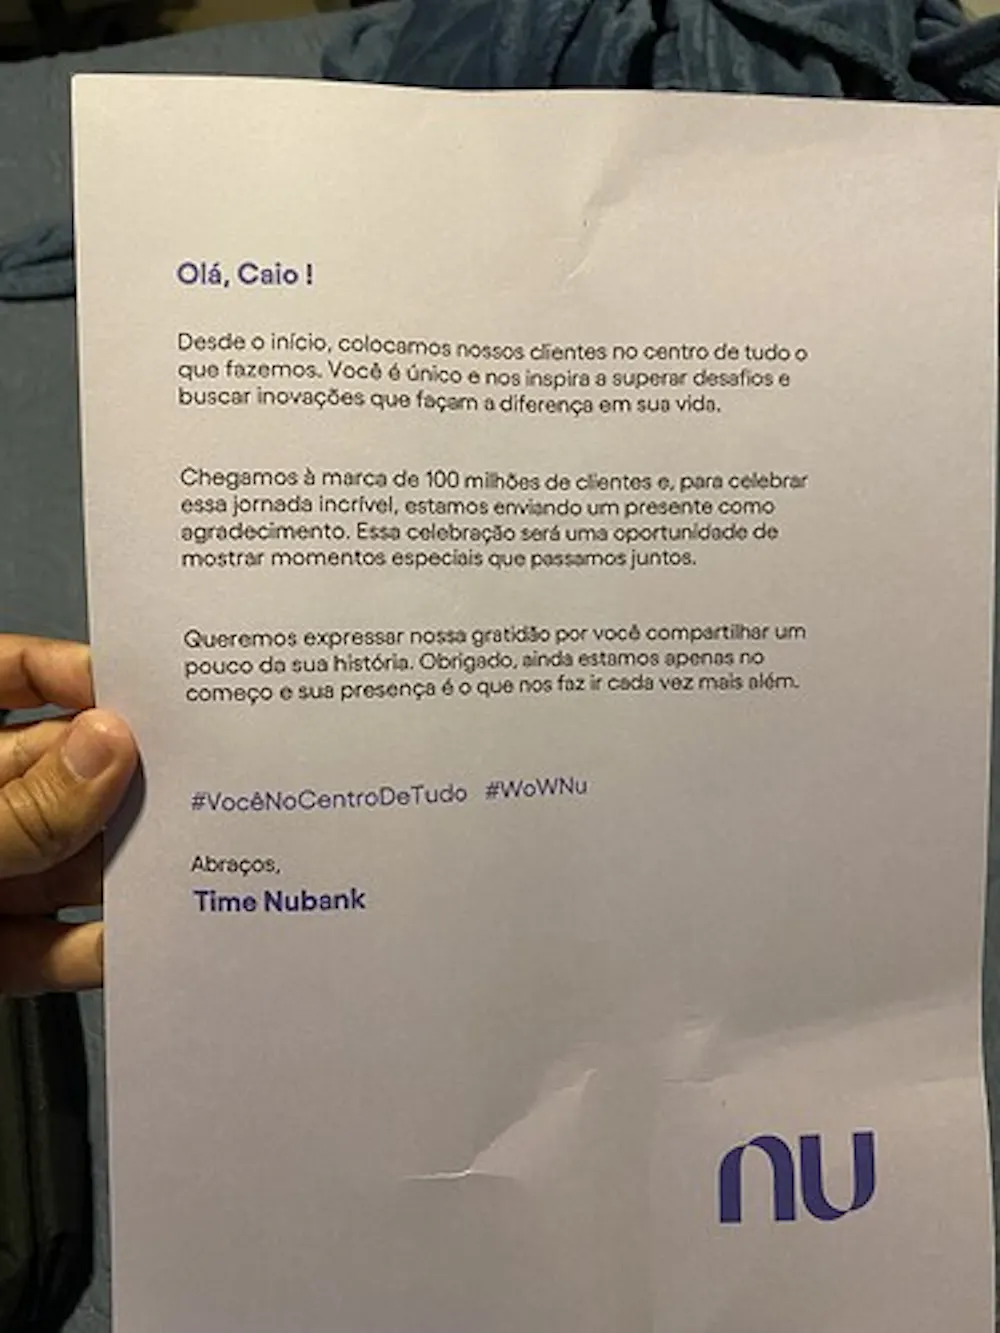 Olá, Caio !
Desde o início, colocamos nossos clientes no centro de tudo o
que fazemos. Você é único e nos inspira a superar desafios e
buscar inovações que façam a diferença em sua vida.
Chegamos à marca de 100 milhões de clientes e, para celebrar
essa jornada incrível, estamos enviando um presente como
agradecimento. Essa celebração será uma oportunidade de
mostrar momentos especiais que passamos juntos.
Queremos expressar nossa gratidão por você compartilhar um
pouco da sua história. Obrigado, ainda estamos apenas no
começo e sua presença é o que nos faz ir cada vez mais além.
#VocêNoCentroDeTudo #WoWNu
Abraços,
Time Nubank
nu